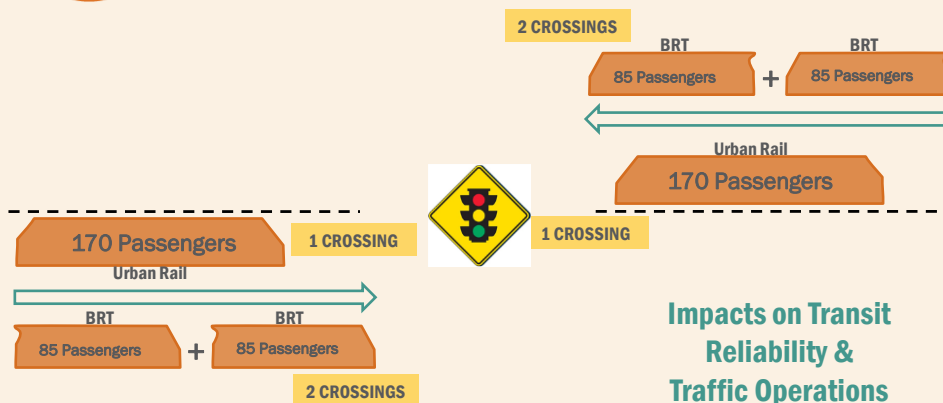 2 CROSSINGS
BRT
BRT
85 Passengers
+
85 Passengers
Urban Rail
170 Passengers
1 CROSSING
170 Passengers
1 CROSSING
Urban Rail
BRT
BRT
85 Passengers
+
85 Passengers
2 CROSSINGS
Impacts on Transit
Reliability &
Traffic Operations